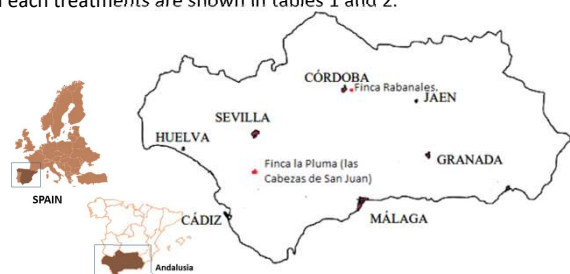 each treatments are shown in tables 1 and 2.
CÓRDOBA
Finca Rabanales.
JAEN
SEVILLA
HUELVA
GRANADA
Finca la Pluma (las
Cabezas de San Juan)
SPAIN
CÁDIZ
MÁLAGA
Andalusia